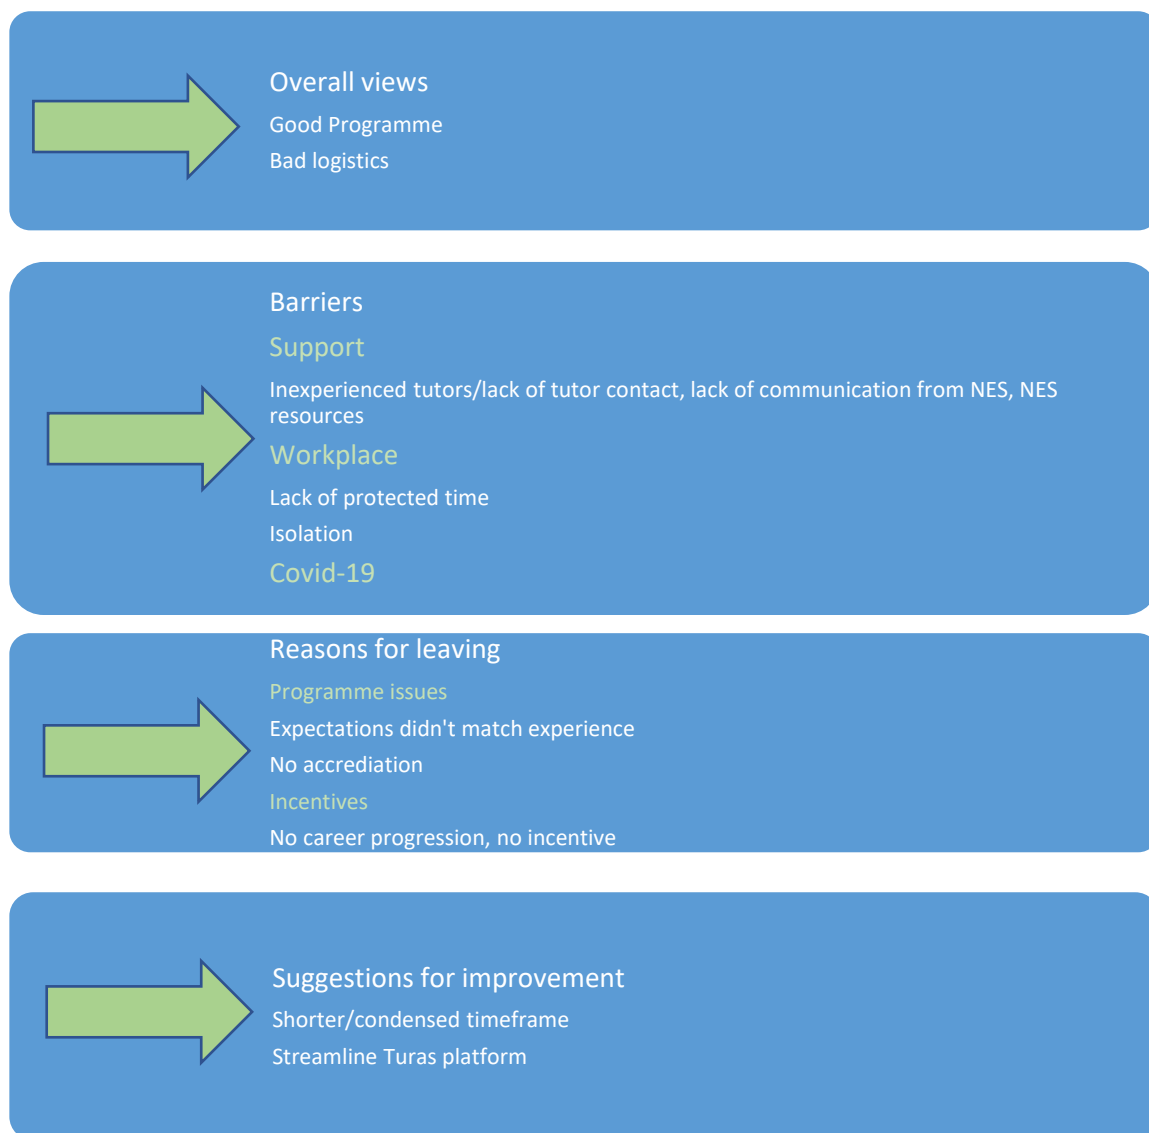 Overall views
Good Programme
Bad logistics
Barriers
Support
Inexperienced tutors/lack of tutor contact, lack of communication from NES, NES
resources
Workplace
Lack of protected time
Isolation
Covid-19
Reasons for leaving
Programme issues
Expectations didn't match experience
No accrediation
Incentives
No career progression, no incentive
Suggestions for improvement
Shorter/condensed timeframe
Streamline Turas platform